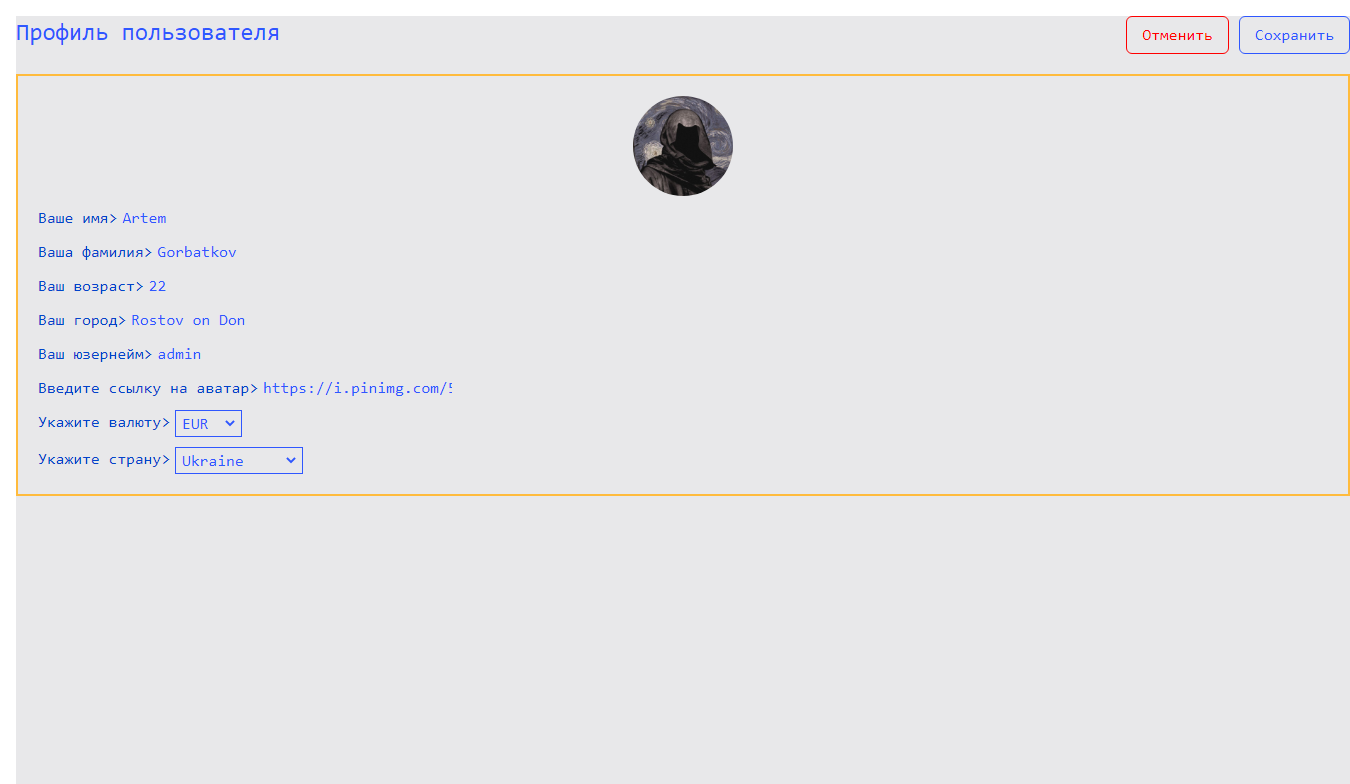 Профиль пользователя
Отменить
Сохранить
Ваше имя> Artem
Ваша фамилия> Gorbatkov
Ваш возраст> 22
Ваш город> Rostov on Don
Ваш юзернейм> admin
Введите ссылку на аватар> https://i.pinimg.com/5
Укажите валюту> EUR
Укажите страну> Ukraine